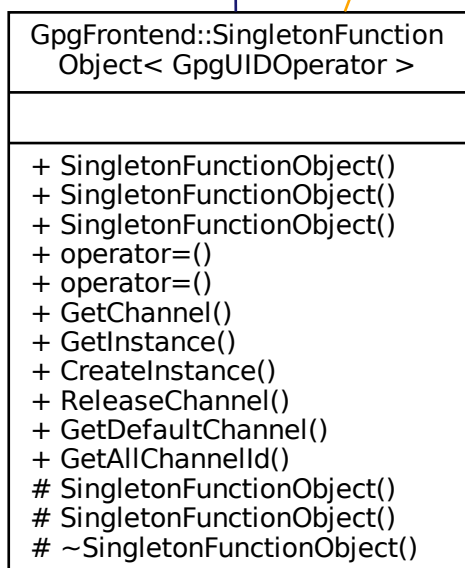 GpgFrontend::SingletonFunction
Object< GpgUIDOperator >
+ SingletonFunctionObject()
+ SingletonFunctionObject()
+ SingletonFunctionObject()
+ operator=()
+ operator=()
+ GetChannel()
+ GetInstance()
+ CreateInstance()
+ ReleaseChannel()
+ GetDefaultChannel()
+ GetAllChannelId()
# SingletonFunctionObject()
# SingletonFunctionObject()
# ~SingletonFunctionObject()